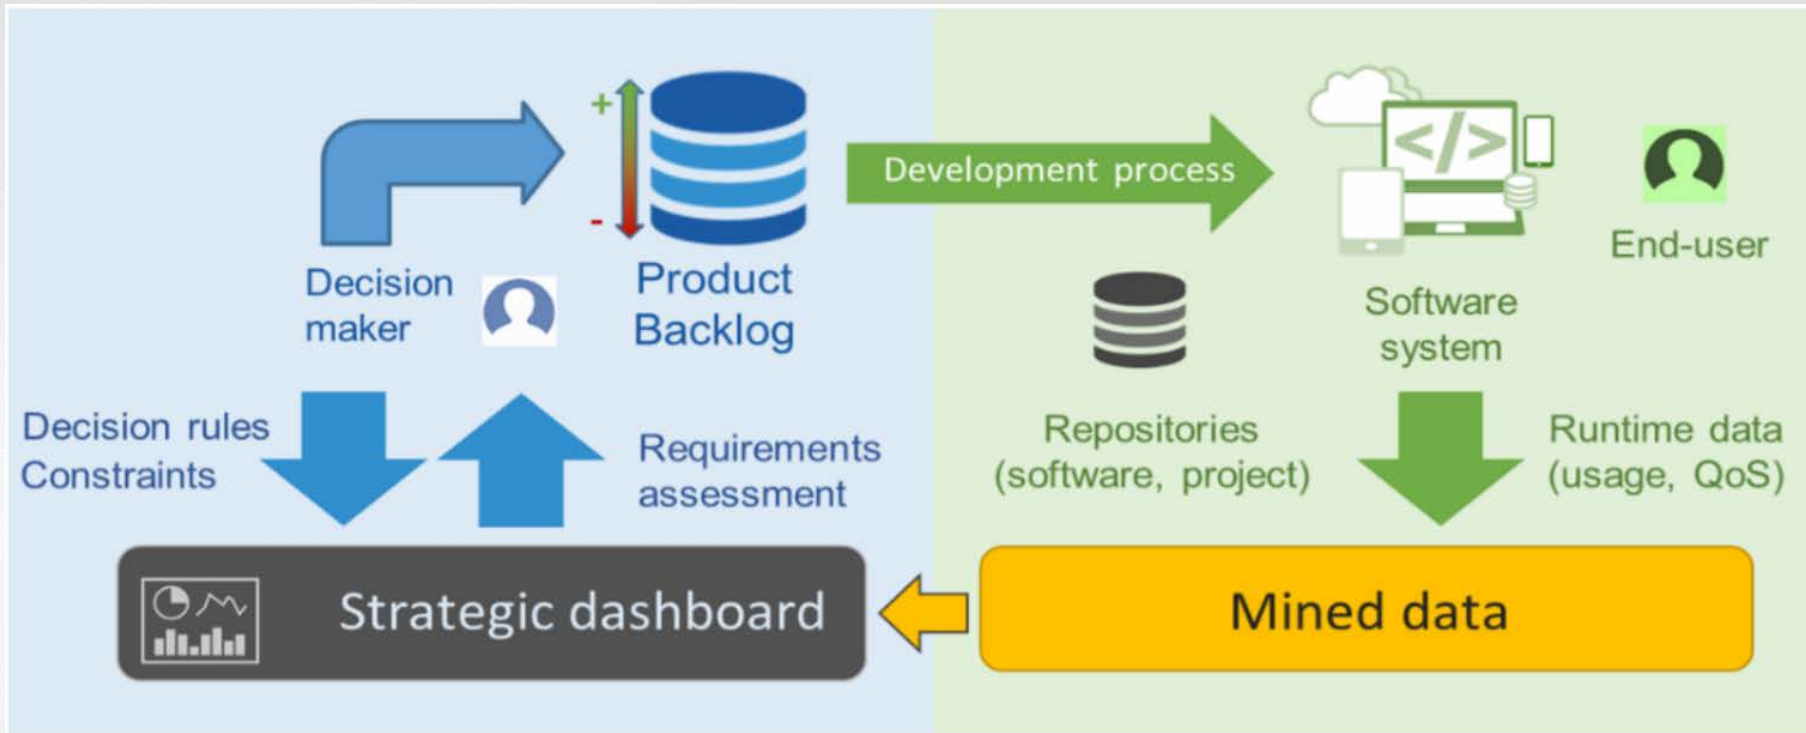 +
-
Development process
</>
End-user
Decision
maker
Product
Backlog
Software
system
Decision rules
Constraints
Requirements
assessment
Repositories
(software, project)
Runtime data
(usage, QoS)
Strategic dashboard
Mined data